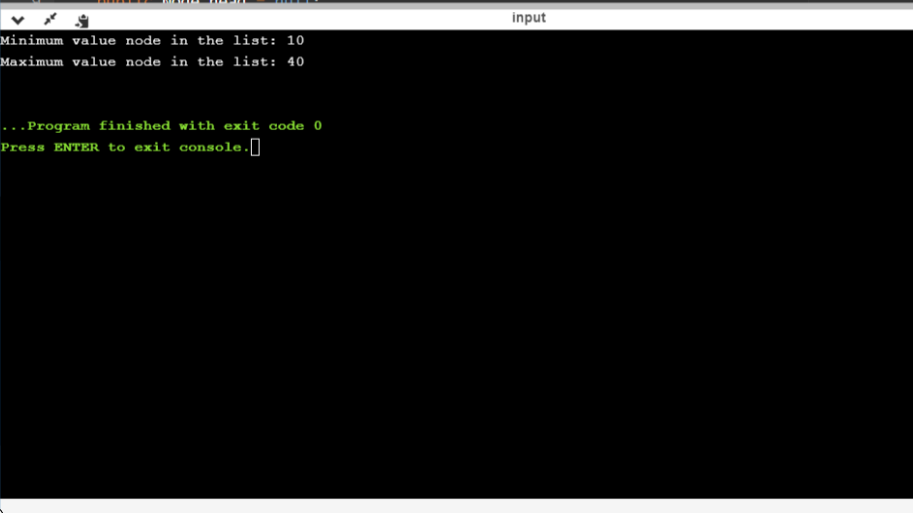 input
Minimum value node in the list: 10
Maximum value node in the list: 40
...Program finished with exit code 0
Press ENTER to exit console.